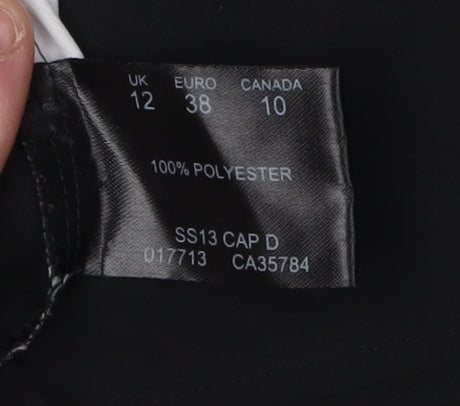 UK EURO CANADA
12 38 10
100% POLYESTER
SS13 CAP D
017713 CA35784